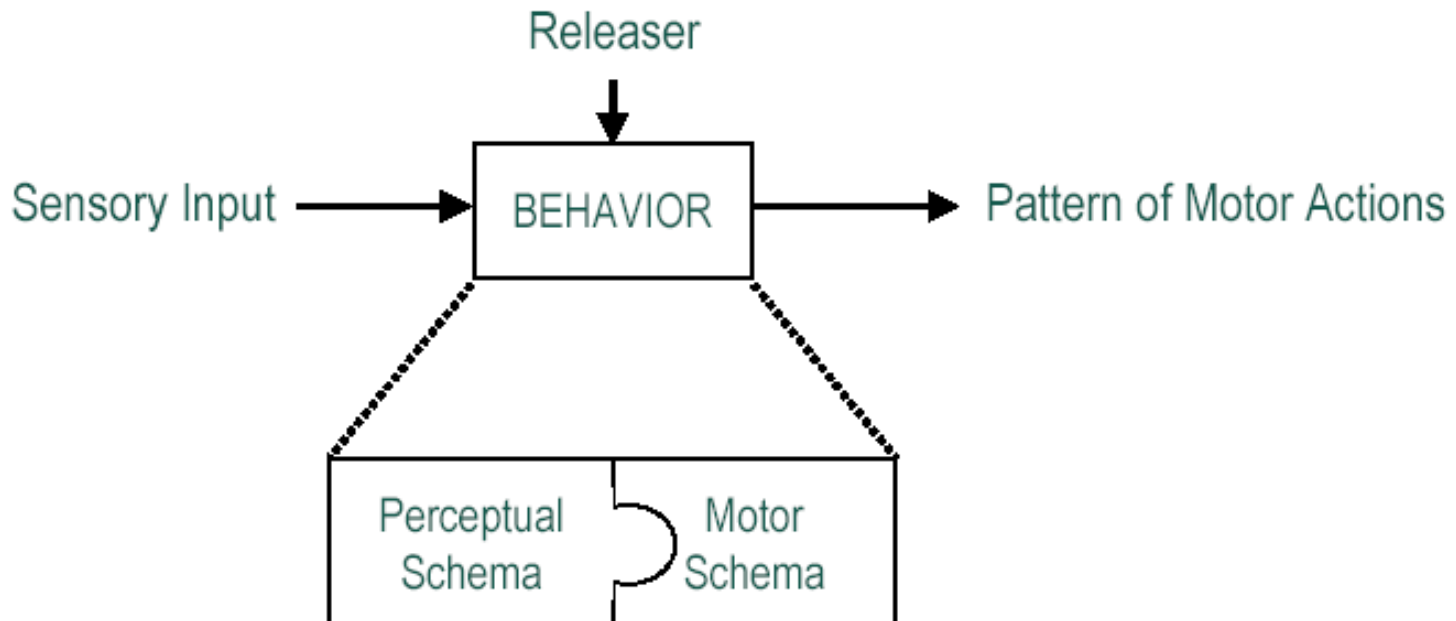 Releaser
Sensory Input
BEHAVIOR
Pattern of Motor Actions
Perceptual
Schema
Motor
Schema